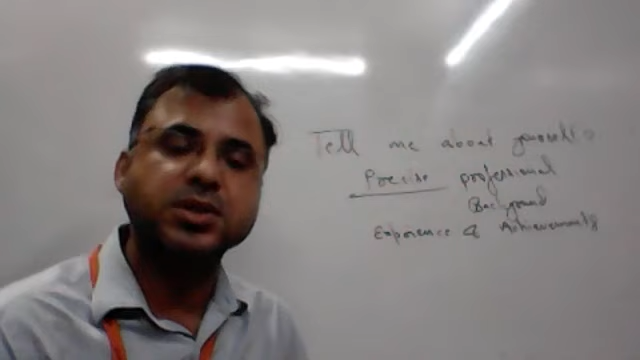 Tell me about yourself
Precise professional
Background
Experience & Achievements